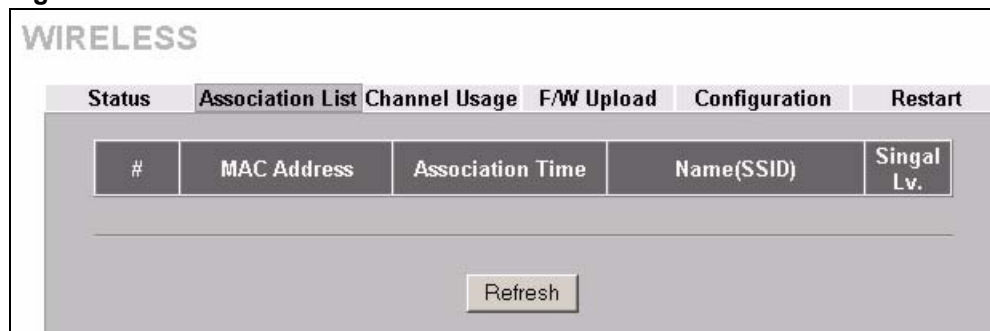 WIRELESS
Status Association List Channel Usage F/W Upload Configuration Restart
# MAC Address Association Time Name(SSID) Singal Lv.
Refresh